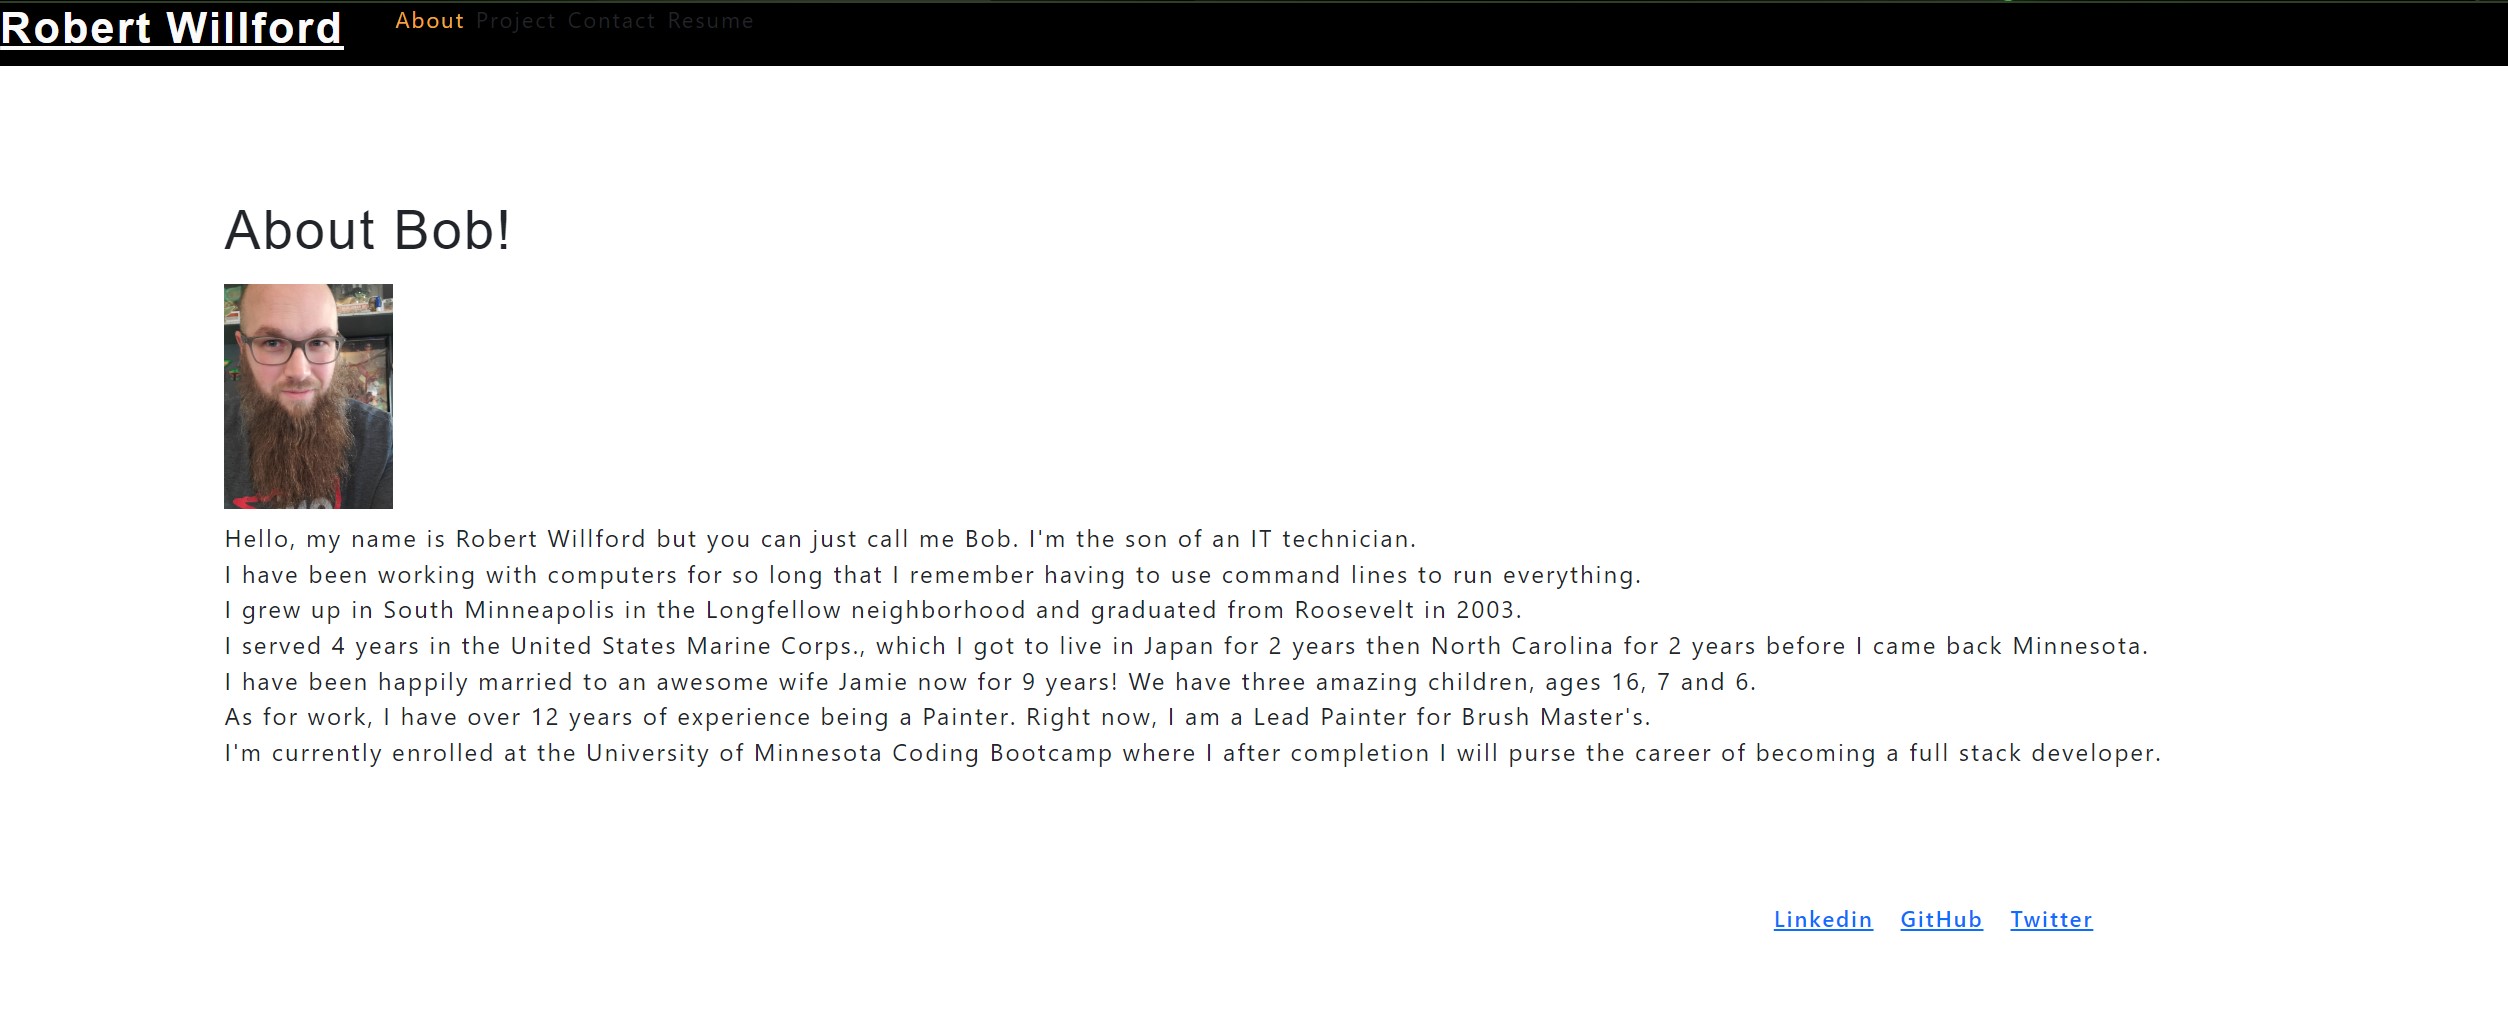 Robert Willford
About Project Contact Resume
About Bob!
Hello, my name is Robert Willford but you can just call me Bob. I'm the son of an IT technician.
I have been working with computers for so long that I remember having to use command lines to run everything.
I grew up in South Minneapolis in the Longfellow neighborhood and graduated from Roosevelt in 2003.
I served 4 years in the United States Marine Corps., which I got to live in Japan for 2 years then North Carolina for 2 years before I came back Minnesota.
I have been happily married to an awesome wife Jamie now for 9 years! We have three amazing children, ages 16, 7 and 6.
As for work, I have over 12 years of experience being a Painter. Right now, I am a Lead Painter for Brush Master's.
I'm currently enrolled at the University of Minnesota Coding Bootcamp where I after completion I will purse the career of becoming a full stack developer.
Linkedin GitHub Twitter